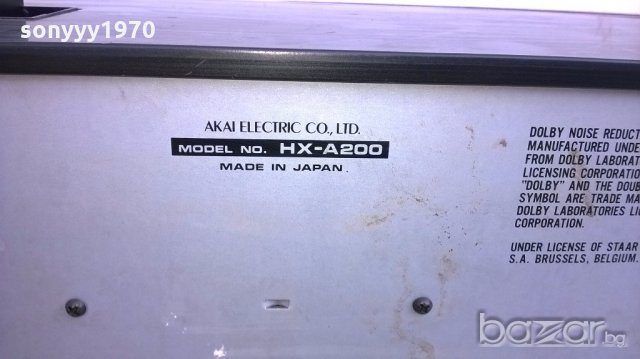 sonyyy1970
AKAI ELECTRIC CO., LTD.
MODEL NO. HX-A200
MADE IN JAPAN
DOLBY NOISE REDUCT
MANUFACTURED UNDE
FROM DOLBY LABORAT
LICENSING CORPORATIO
"DOLBY" AND THE DOUB
SYMBOL ARE TRADE MA
DOLBY LABORATORIES LI
CORPORATION.
UNDER LICENSE OF STAAR
S.A. BRUSSELS, BELGIUM.
bazar.bg